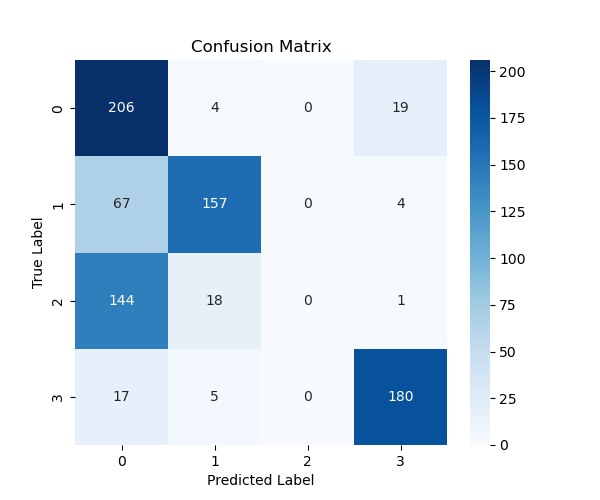 Confusion Matrix
True Label
0 206 4 0 19
1 67 157 0 4
2 144 18 0 1
3 17 5 0 180
0 1 2 3
Predicted Label
200
175
150
125
100
75
50
25
0